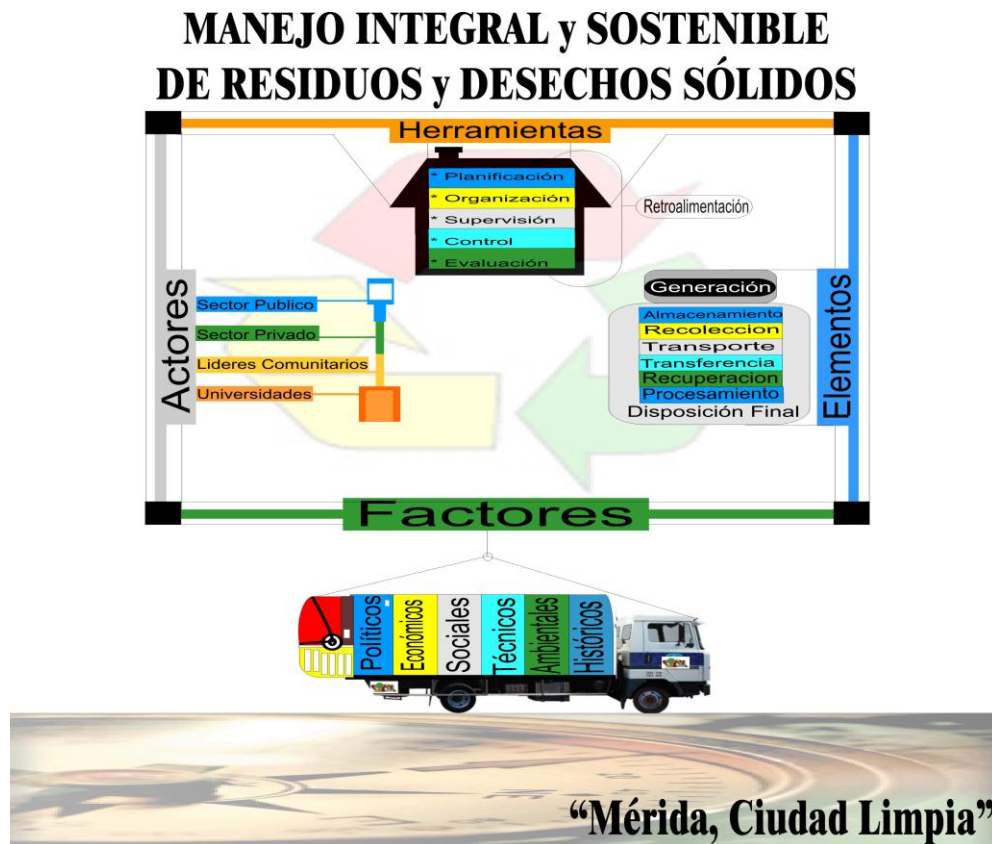 MANEJO INTEGRAL y SOSTENIBLE
DE RESIDUOS y DESECHOS SÓLIDOS
Herramientas
* Planificación
* Organización
* Supervisión
* Control
* Evaluación
Retroalimentación
Actores
Sector Publico
Sector Privado
Lideres Comunitarios
Universidades
Generación
Almacenamiento
Recoleccion
Transporte
Transferencia
Recuperacion
Procesamiento
Disposición Final
Elementos
Factores
Políticos
Económicos
Sociales
Técnicos
Ambientales
Históricos
“Mérida, Ciudad Limpia”